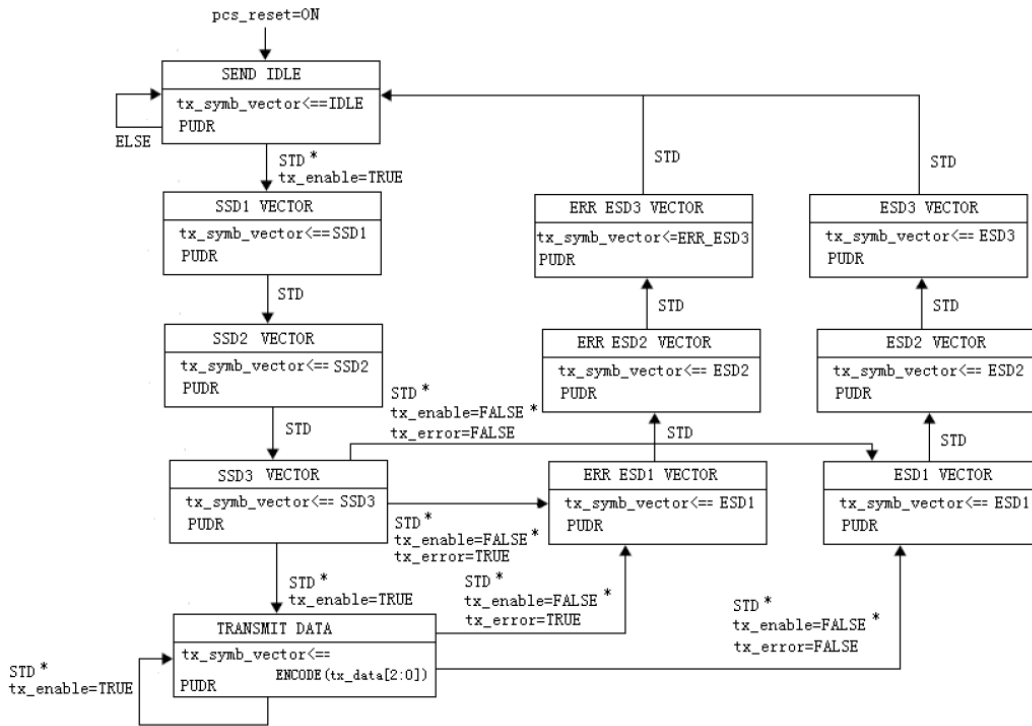 pcs_reset=ON
SEND IDLE
tx_symb_vector<==IDLE
PUDR
ELSE
STD*
tx_enable=TRUE
SSD1 VECTOR
tx_symb_vector<==SSD1
PUDR
STD
SSD2 VECTOR
tx_symb_vector<== SSD2
PUDR
STD
SSD3 VECTOR
tx_symb_vector<== SSD3
PUDR
STD*
tx_enable=FALSE*
tx_error=FALSE
STD*
tx_enable=FALSE*
tx_error=TRUE
STD*
tx_enable=TRUE
TRANSMIT DATA
tx_symb_vector<==
ENCODE(tx_data[2:0])
PUDR
STD*
tx_enable=TRUE
STD*
tx_enable=FALSE*
tx_error=TRUE
STD*
tx_enable=FALSE*
tx_error=FALSE
ERR ESD1 VECTOR
tx_symb_vector<== ESD1
PUDR
STD
ERR ESD2 VECTOR
tx_symb_vector<== ESD2
PUDR
STD
ERR ESD3 VECTOR
tx_symb_vector<=ERR_ESD3
PUDR
STD
ESD1 VECTOR
tx_symb_vector<== ESD1
PUDR
STD
ESD2 VECTOR
tx_symb_vector<== ESD2
PUDR
STD
ESD3 VECTOR
tx_symb_vector<== ESD3
PUDR
STD